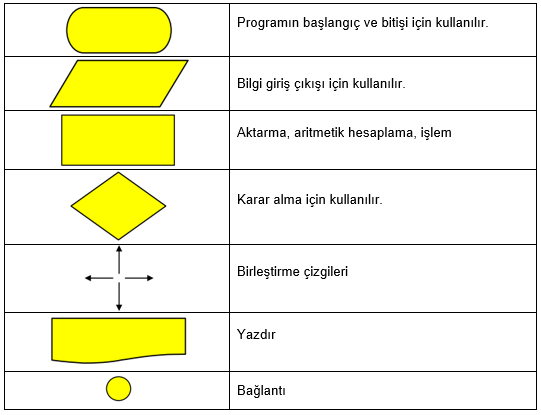 Programın başlangıç ve bitişi için kullanılır.
Bilgi giriş çıkışı için kullanılır.
Aktarma, aritmetik hesaplama, işlem
Karar alma için kullanılır.
Birleştirme çizgileri
Yazdır
Bağlantı